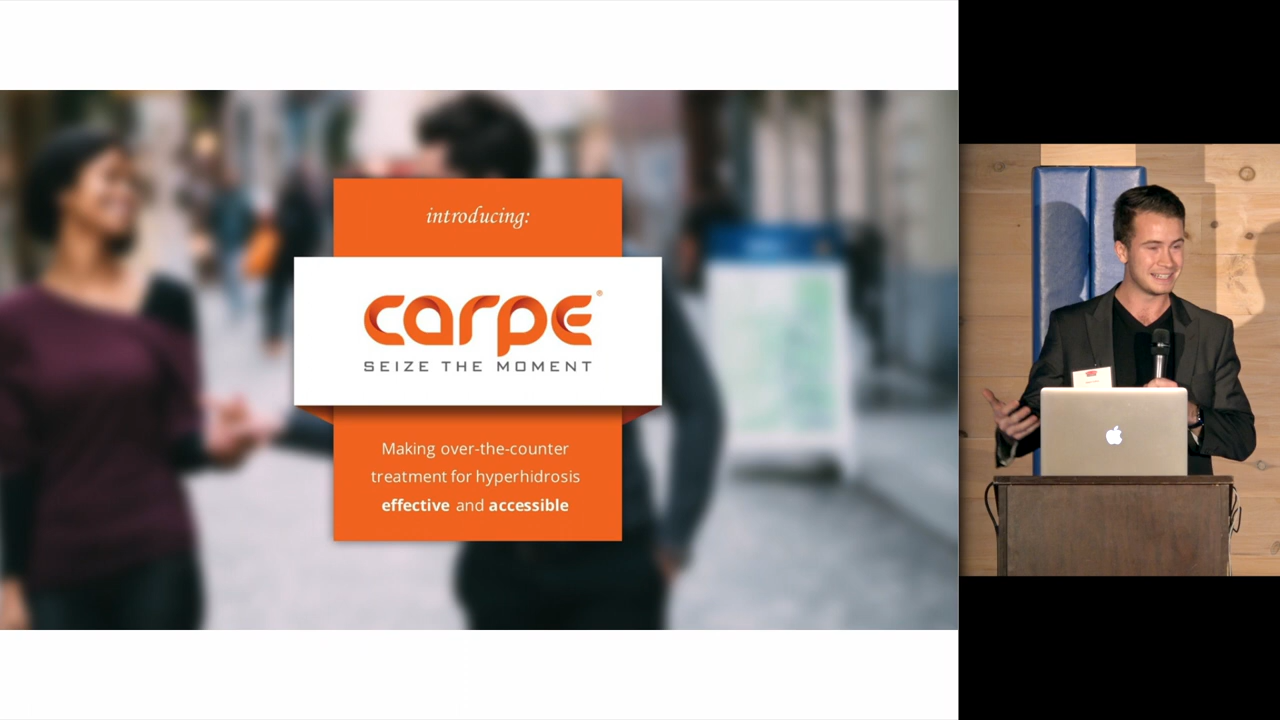 introducing:
carpe®
SEIZE THE MOMENT
Making over-the-counter
treatment for hyperhidrosis
effective and accessible